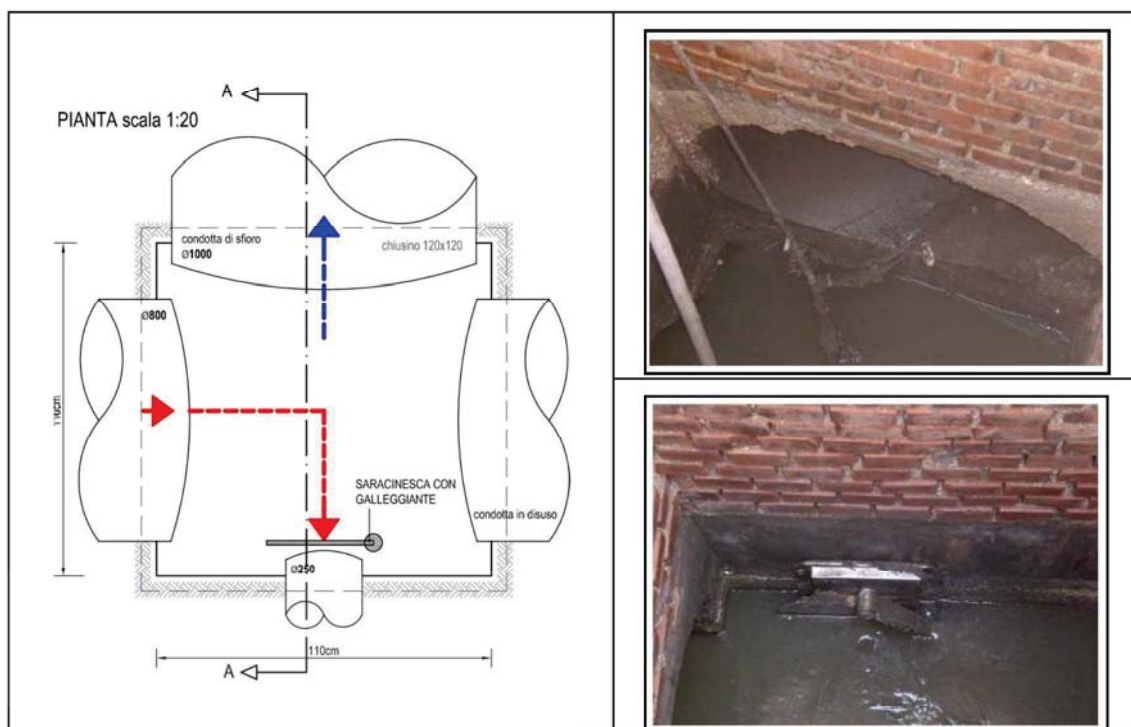 A
PIANTA scala 1:20
condotta di sfioro
Ø1000
chiusino 120x120
Ø800
110cm
SARACINESCA CON
GALLEGGIANTE
condotta in disuso
Ø250
110cm
A